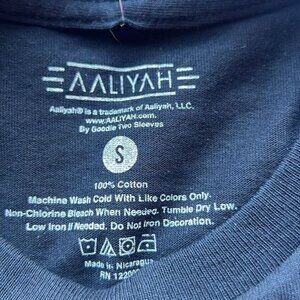 AALIYAH
Aaliyah® is a trademark of Aaliyah, LLC.
www.AALIYAH.com.
By Goodie Two Sleeves
S
100% Cotton
Machine Wash Cold With Like Colors Only.
Non-Chlorine Bleach When Needed. Tumble Dry Low.
Low Iron if Needed. Do Not Iron Decoration.
Made in Nicaragua
RN